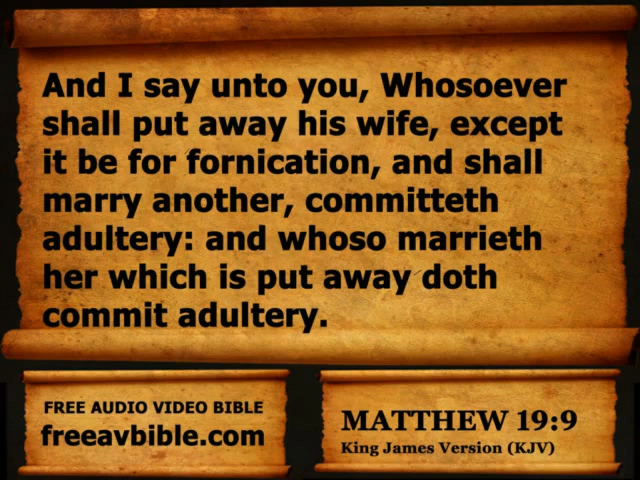 And I say unto you, Whosoever
shall put away his wife, except
it be for fornication, and shall
marry another, committeth
adultery: and whoso marrieth
her which is put away doth
commit adultery.
FREE AUDIO VIDEO BIBLE
freeavbible.com
MATTHEW 19:9
King James Version (KJV)